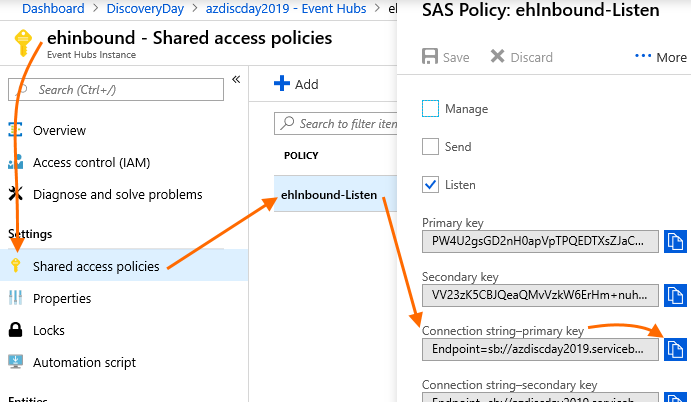 Dashboard > DiscoveryDay > azdiscday2019 - Event Hubs > eh
ehinbound - Shared access policies
Event Hubs Instance
Search (Ctrl+/)
«
Overview
Access control (IAM)
Diagnose and solve problems
Settings
Shared access policies
Properties
Locks
Automation script
Entities
Add
Search to filter iten
POLICY
ehInbound-Listen
SAS Policy: ehInbound-Listen
Save
Discard
... More
Manage
Send
Listen
Primary key
PW4U2gsGD2nH0apVpTPQEDTXsZJaC...
Secondary key
VV23zK5CBJQeaQMvVzkW6ErHm+nuh...
Connection string–primary key
Endpoint=sb://azdiscday2019.serviceb...
Connection string–secondary key
Endpoint=sb://azdiscday2019.serviceb...